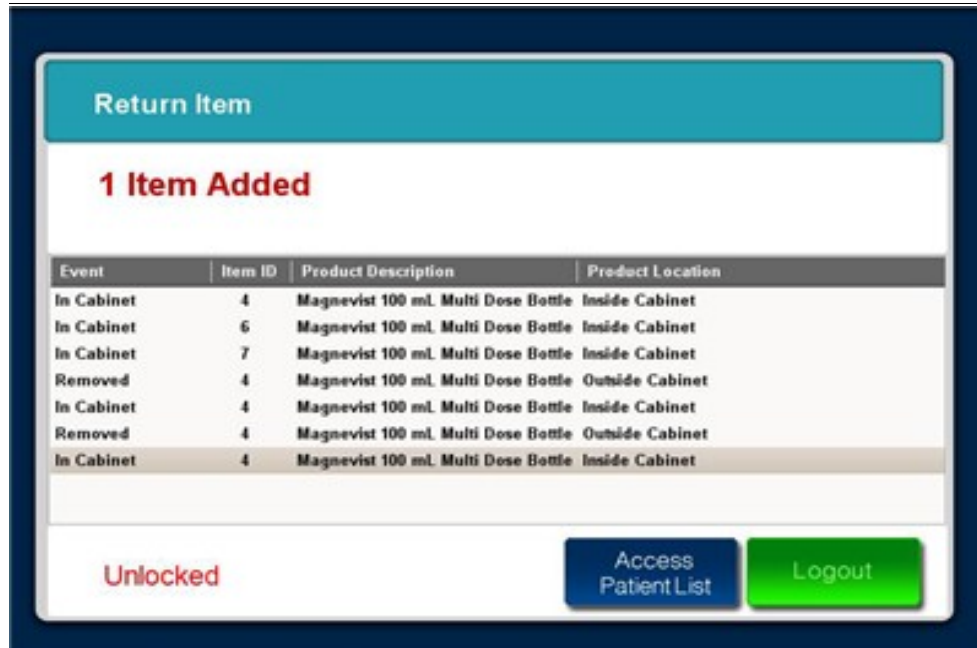 Return Item
1 Item Added
Event Item ID Product Description Product Location
In Cabinet 4 Magnevist 100 mL Multi Dose Bottle Inside Cabinet
In Cabinet 6 Magnevist 100 mL Multi Dose Bottle Inside Cabinet
In Cabinet 7 Magnevist 100 mL Multi Dose Bottle Inside Cabinet
Removed 4 Magnevist 100 mL Multi Dose Bottle Outside Cabinet
In Cabinet 4 Magnevist 100 mL Multi Dose Bottle Inside Cabinet
Removed 4 Magnevist 100 mL Multi Dose Bottle Outside Cabinet
In Cabinet 4 Magnevist 100 mL Multi Dose Bottle Inside Cabinet
Unlocked
Access
Patient List
Logout